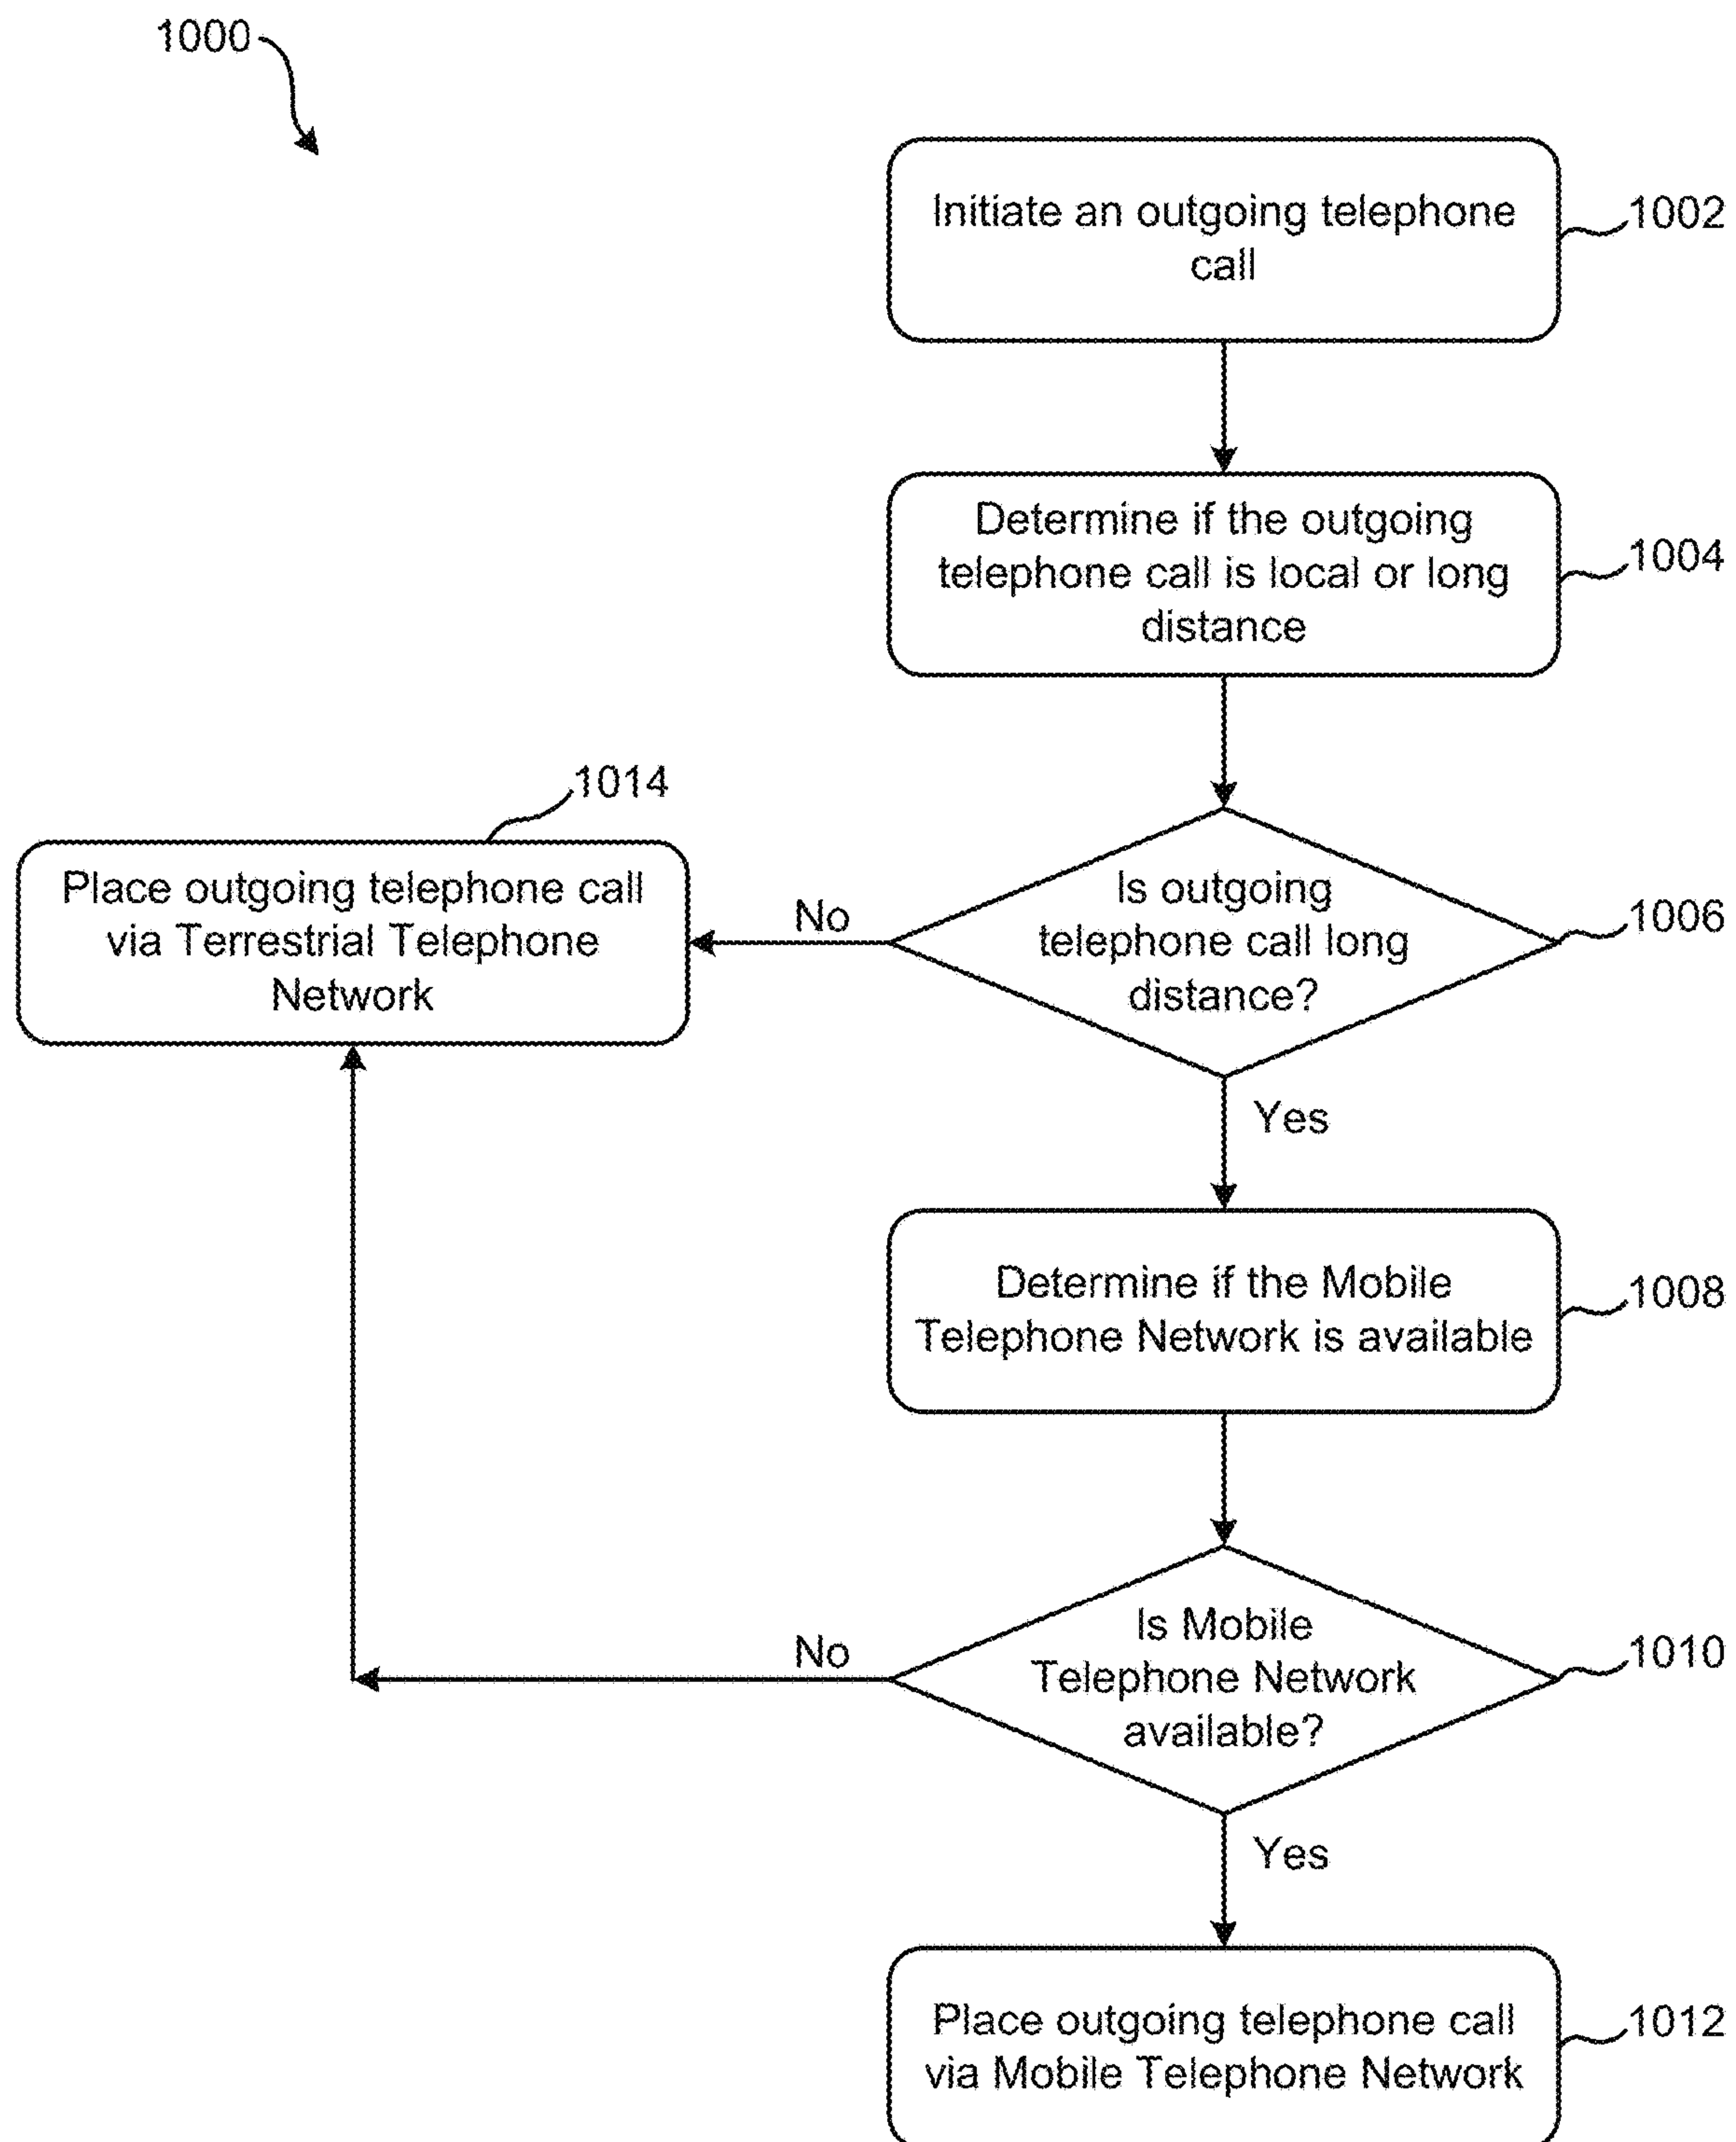 1000
Initiate an outgoing telephone
call
1002
Determine if the outgoing
telephone call is local or long
distance
1004
1014
Place outgoing telephone call
via Terrestrial Telephone
Network
No
Is outgoing
telephone call long
distance?
1006
Yes
Determine if the Mobile
Telephone Network is available
1008
No
Is Mobile
Telephone Network
available?
1010
Yes
Place outgoing telephone call
via Mobile Telephone Network
1012